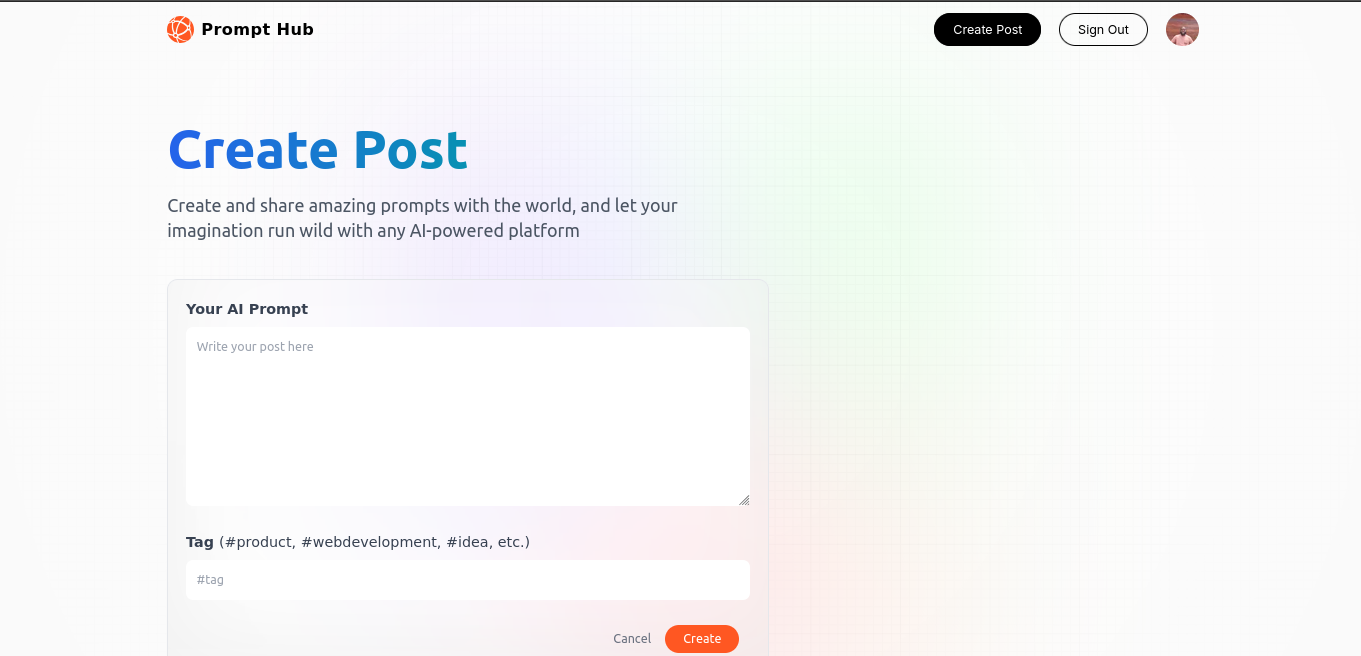 Prompt Hub
Create Post
Sign Out
Create Post
Create and share amazing prompts with the world, and let your
imagination run wild with any AI-powered platform
Your AI Prompt
Write your post here
Tag (#product, #webdevelopment, #idea, etc.)
#tag
Cancel
Create